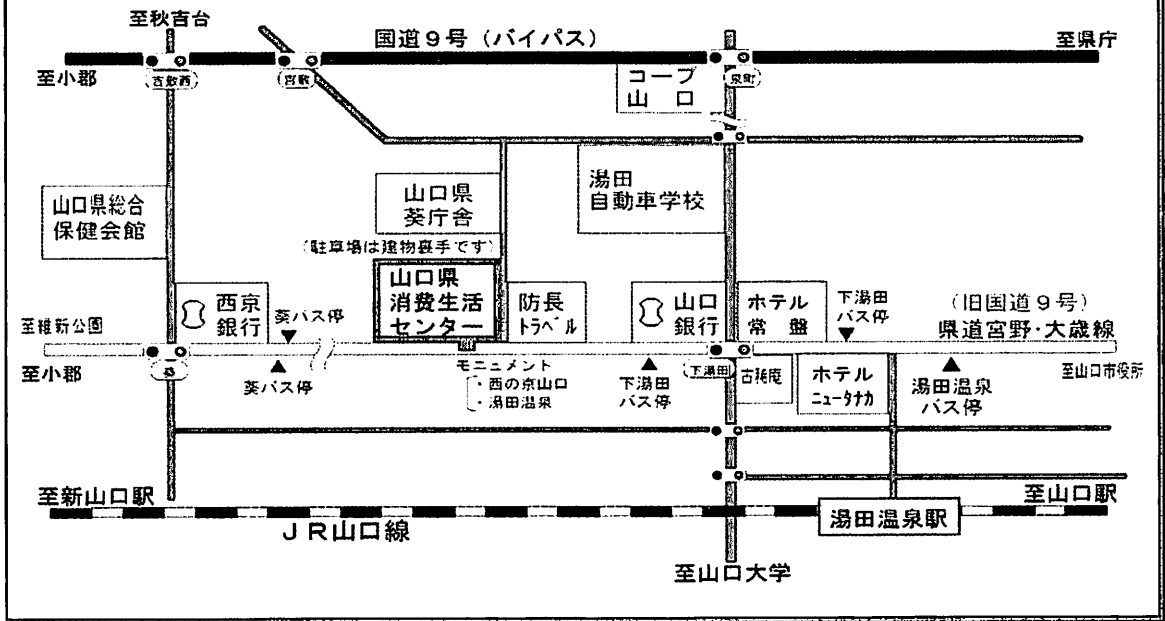 至秋吉台
国道9号（バイパス）
至県庁
至小郡
吉敷西
宮敷
泉町
コープ
山口
湯田
自動車学校
山口県総合
保健会館
山口県
葵庁舎
（駐車場は建物裏手です）
山口県
消費生活
センター
西京
銀行
葵バス停
防長
トラベル
山口
銀行
ホテル
常盤
下湯田
バス停
（旧国道9号）
県道宮野・大歳線
至維新公園
至小郡
葵
葵バス停
モニュメント
・西の京山口
・湯田温泉
下湯田
バス停
下湯田
ホテル
ニュータナカ
湯田温泉
バス停
至山口市役所
至新山口駅
至山口駅
JR山口線
湯田温泉駅
至山口大学